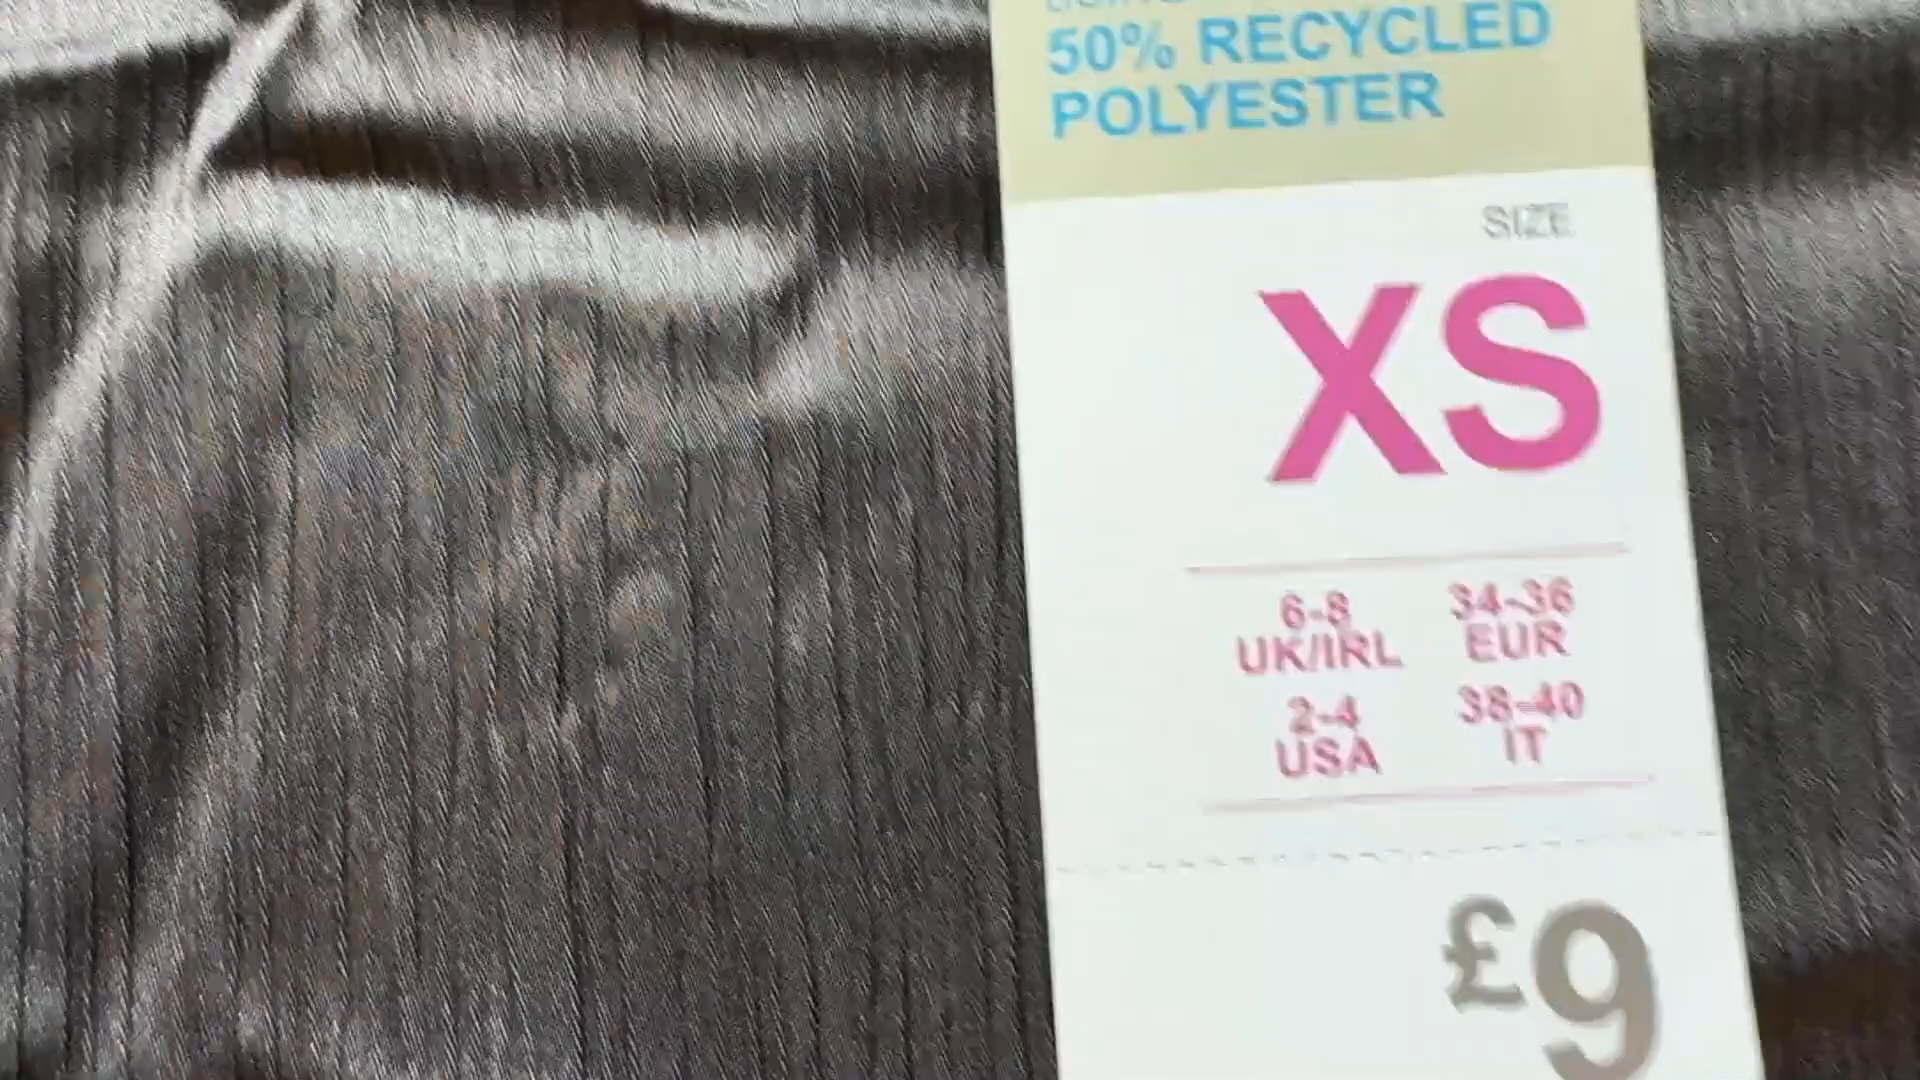 50% RECYCLED
POLYESTER
SIZE
XS
6-8
UK/IRL
34-36
EUR
2-4
USA
38-40
IT
£9